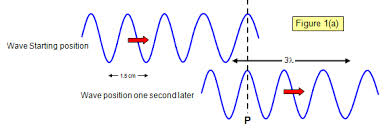 Figure 1(a)
Wave Starting position
1.5 cm
3λ
Wave position one second later
P